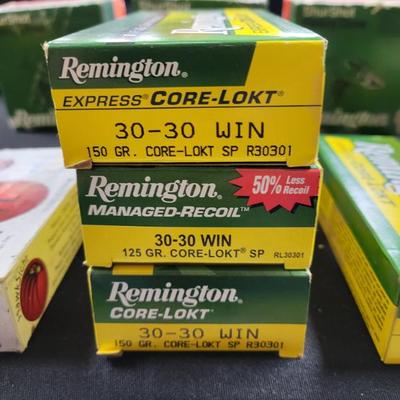 Remington®
EXPRESS® CORE-LOKT®
30-30 WIN
150 GR. CORE-LOKT SP R30301
Remington®
MANAGED-RECOIL™
50% Less
Recoil
30-30 WIN
125 GR. CORE-LOKT® SP RL30301
Remington®
CORE-LOKT®
30-30 WIN
150 GR. CORE-LOKT SP R30301
Remington